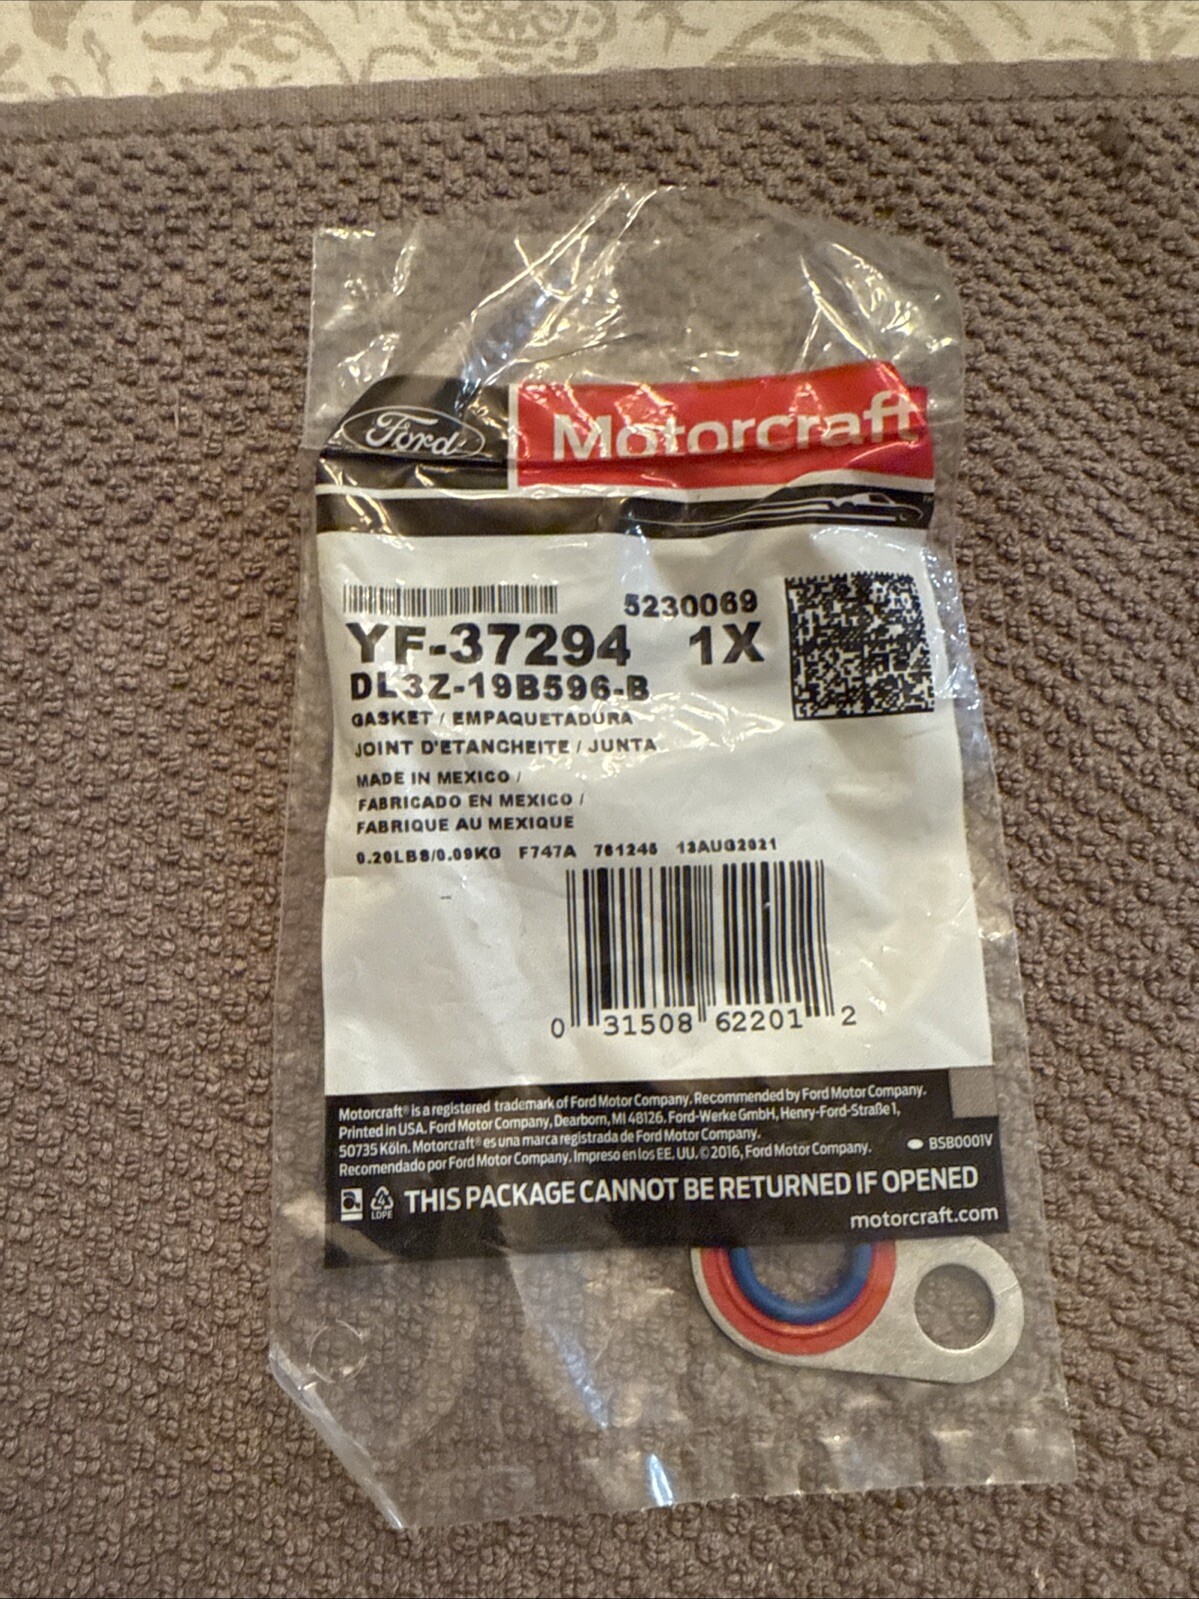 Ford Motorcraft
TM
5230069
YF-37294 1X
DL3Z-19B596-B
GASKET / EMPAQUETADURA
JOINT D'ETANCHEITE / JUNTA
MADE IN MEXICO /
FABRICADO EN MEXICO /
FABRIQUE AU MEXIQUE
0.20LBS/0.09KG F747A 761245 13AUG2021
0 31508 62201 2
Motorcraft® is a registered trademark of Ford Motor Company. Recommended by Ford Motor Company.
Printed in USA. Ford Motor Company, Dearborn, MI 48126. Ford-Werke GmbH, Henry-Ford-Straße 1,
50735 Köln. Motorcraft® es una marca registrada de Ford Motor Company.
Recomendado por Ford Motor Company. Impreso en los EE. UU. ©2016, Ford Motor Company.
BSB0001V
4
LDPE
THIS PACKAGE CANNOT BE RETURNED IF OPENED
motorcraft.com